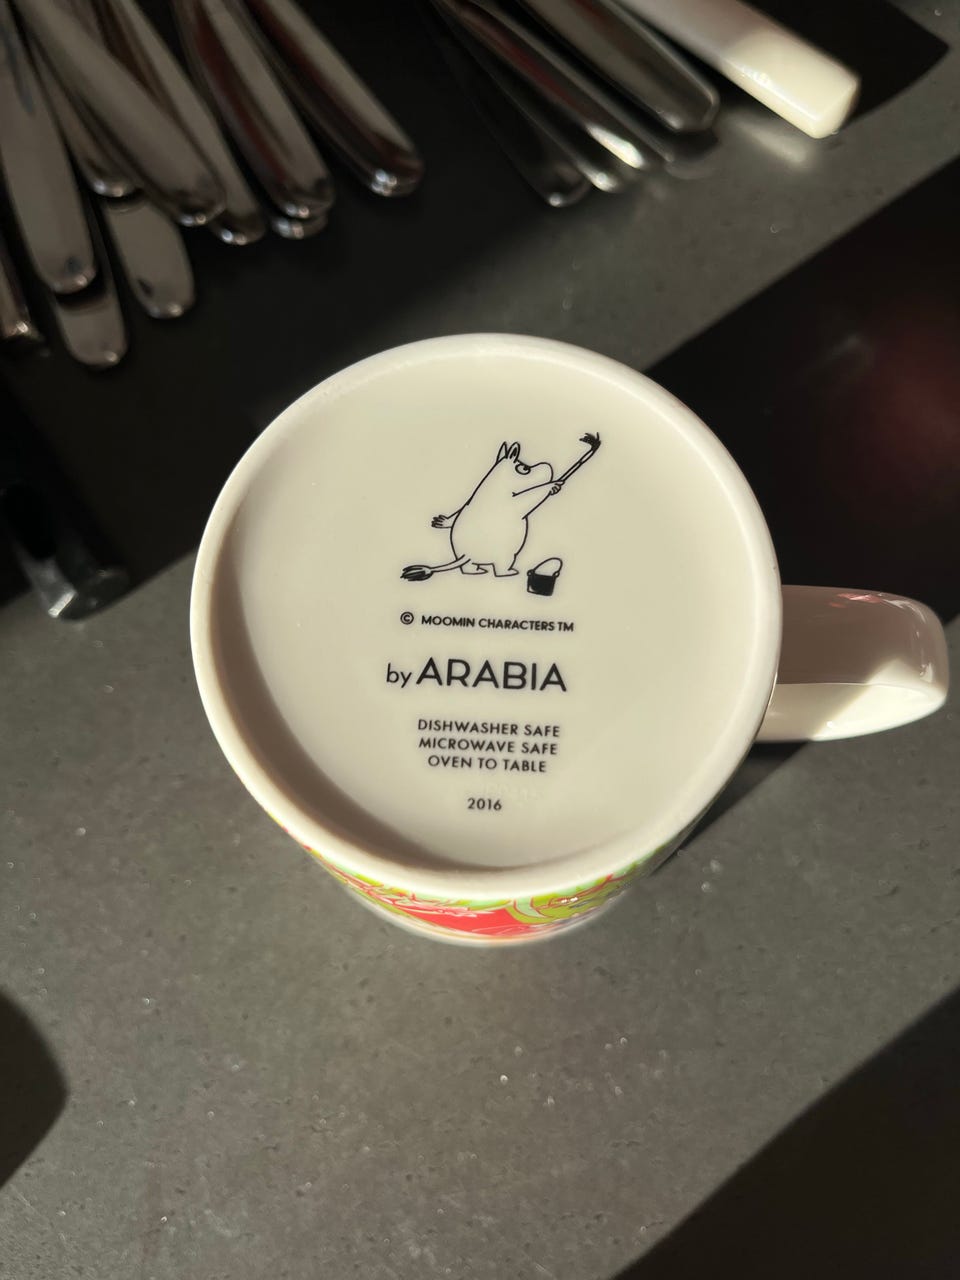 © MOOMIN CHARACTERS TM
by ARABIA
DISHWASHER SAFE
MICROWAVE SAFE
OVEN TO TABLE
2016